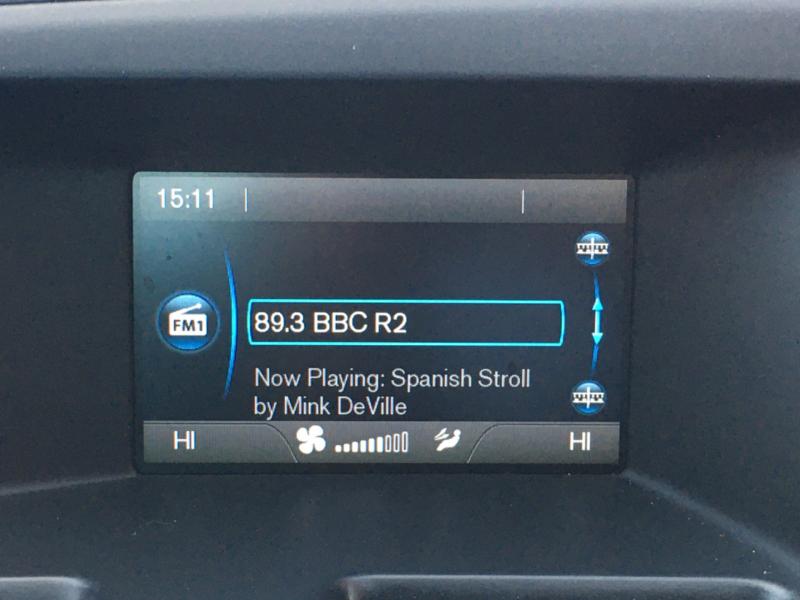 15:11
FM1
89.3 BBC R2
Now Playing: Spanish Stroll
by Mink DeVille
HI HI